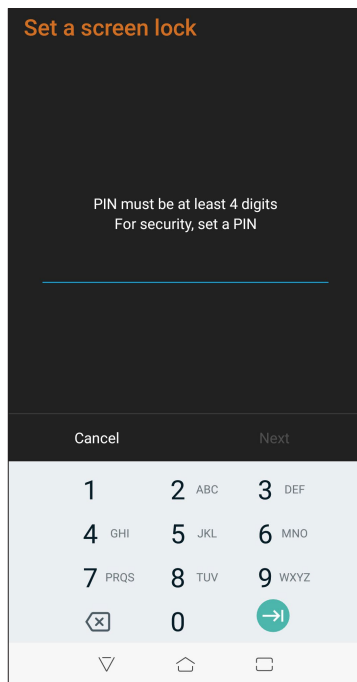 Set a screen lock
PIN must be at least 4 digits
For security, set a PIN
Cancel Next
1 2 ABC 3 DEF
4 GHI 5 JKL 6 MNO
7 PRQS 8 TUV 9 WXYZ
0